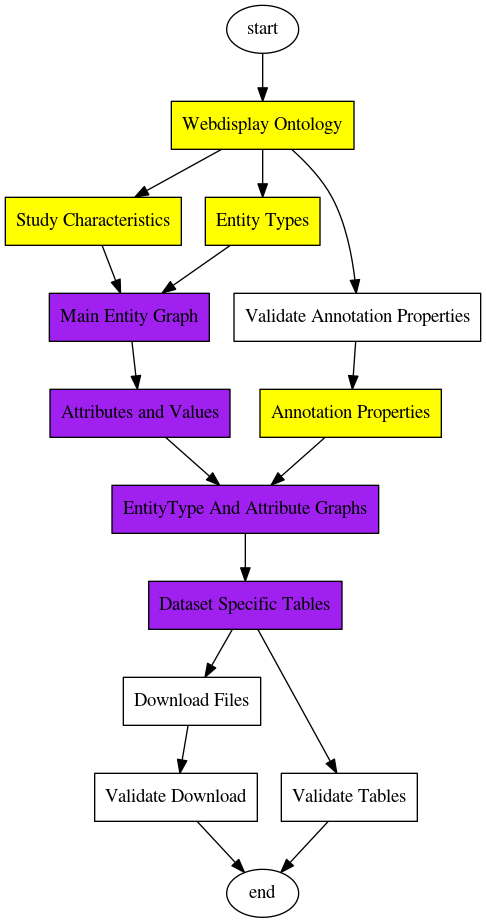 start
Webdisplay Ontology
Study Characteristics
Entity Types
Main Entity Graph
Validate Annotation Properties
Attributes and Values
Annotation Properties
EntityType And Attribute Graphs
Dataset Specific Tables
Download Files
Validate Download
Validate Tables
end